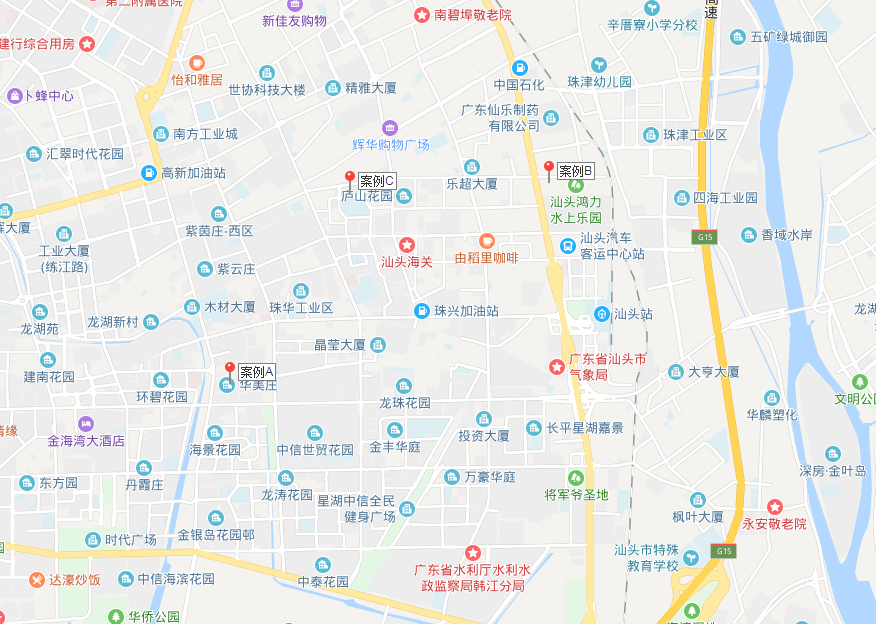 新佳友购物
南碧埠敬老院
高
速
辛厝寮小学分校
五矿绿城御园
建行综合用房
怡和雅居
世协科技大楼
精雅大厦
中国石化
珠津幼儿园
卜蜂中心
广东仙乐制药
有限公司
南方工业城
辉华购物广场
珠津工业区
汇翠时代花园
高新加油站
案例C
庐山花园
乐超大厦
案例B
汕头鸿力
水上乐园
四海工业园
紫茵庄-西区
工业大厦
(练江路)
汕头海关
由稻里咖啡
汕头汽车
客运中心站
G15
香域水岸
紫云庄
木材大厦
珠华工业区
龙湖苑
龙湖新村
珠兴加油站
汕头站
晶莹大厦
广东省汕头市
气象局
建南花园
案例A
华美庄
环碧花园
龙珠花园
大亨大厦
华麟塑化
金海湾大酒店
海景花园
中信世贸花园
金丰华庭
投资大厦
长平星湖嘉景
丹霞庄
东方园
龙涛花园
星湖中信全民
健身广场
万豪华庭
将军爷圣地
深房·金叶岛
枫叶大厦
永安敬老院
时代广场
金银岛花园邨
达濠炒饭
中信海滨花园
中泰花园
广东省水利厅水利水
政监察局韩江分局
汕头市特殊
教育学校
G15
华侨公园